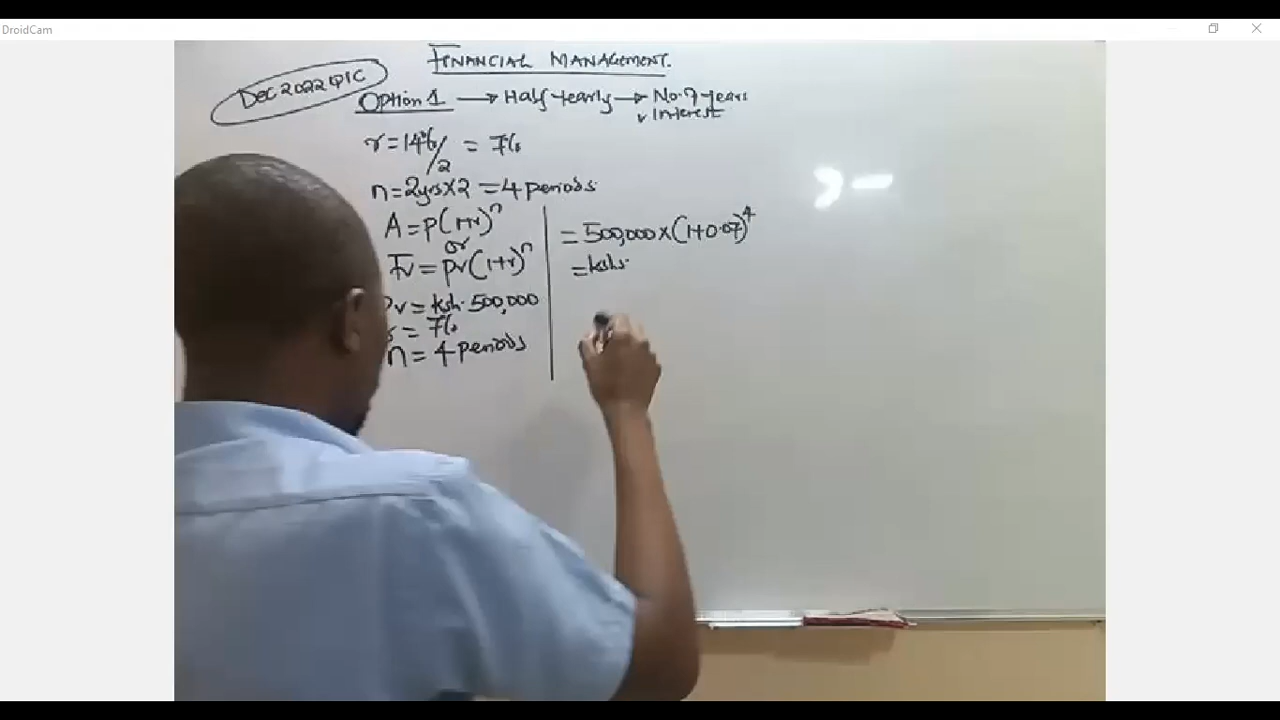 DroidCam
FINANCIAL MANAGEMENT.
DEC 2022 Q1C
Option 1 → Half yearly → No. 7 years
v Interest
r = 14%/2 = 7%
n = 2yrs × 2 = 4 periods
A = P(1+r)^n
or
Fv = Pv(1+r)^n
Pv = Ksh. 500,000
r = 7%
n = 4 periods
= 500,000 × (1+0.07)^4
= Ksh.